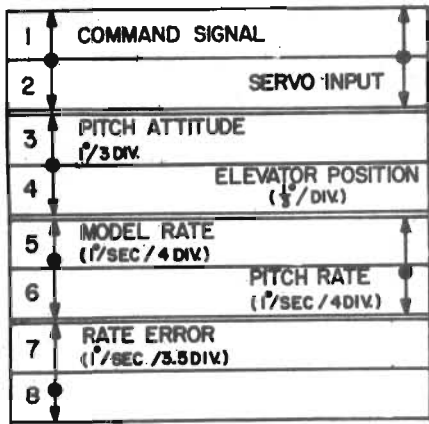 1 COMMAND SIGNAL
2 SERVO INPUT
3 PITCH ATTITUDE
1°/3 DIV.
4 ELEVATOR POSITION
(1/3°/DIV.)
5 MODEL RATE
(1°/SEC/4 DIV.)
6 PITCH RATE
(1°/SEC/4DIV.)
7 RATE ERROR
(1°/SEC./3.5DIV.)
8